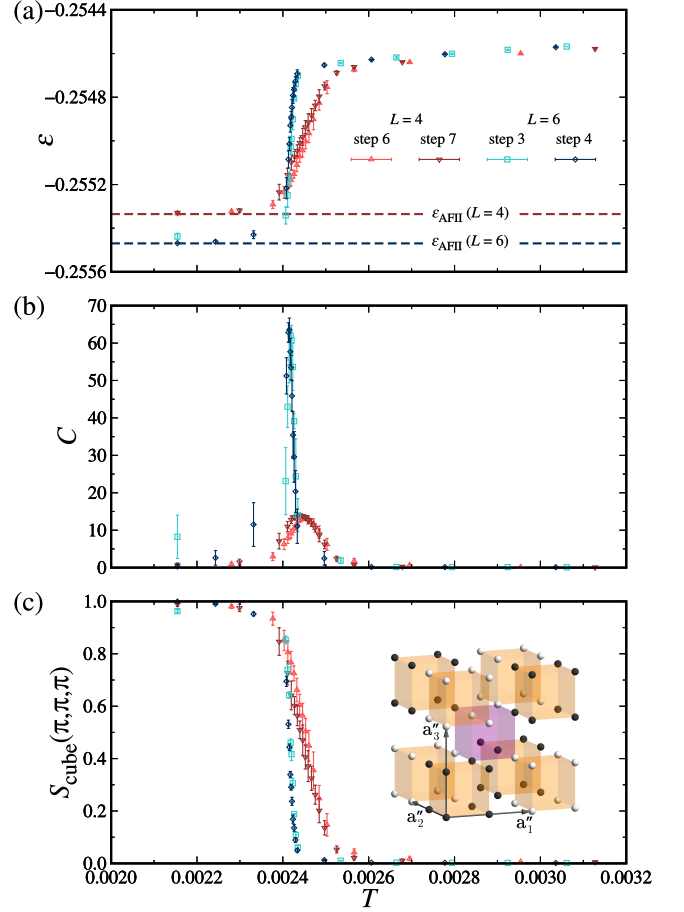 (a)
−0.2544
−0.2548
−0.2552
−0.2556
ε
L = 4 L = 6
step 6 step 7 step 3 step 4
ε_AFII (L = 4)
ε_AFII (L = 6)
(b)
70
60
50
40
30
20
10
0
C
(c)
1.0
0.8
0.6
0.4
0.2
0.0
S_cube(π,π,π)
a″₃
a″₂
a″₁
0.0020 0.0022 0.0024 0.0026 0.0028 0.0030 0.0032
T